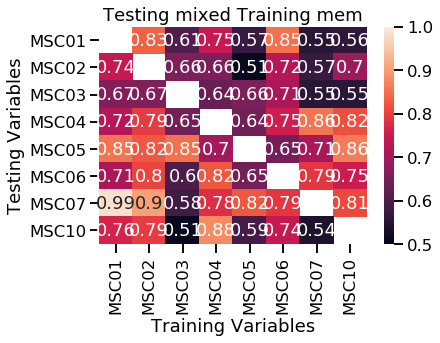 Testing mixed Training mem
MSC01 0.83 0.61 0.75 0.57 0.85 0.55 0.56
MSC02 0.74 0.66 0.66 0.51 0.72 0.57 0.7
MSC03 0.67 0.67 0.64 0.66 0.71 0.55 0.55
MSC04 0.72 0.79 0.65 0.64 0.75 0.86 0.82
MSC05 0.85 0.82 0.85 0.7 0.65 0.71 0.86
MSC06 0.71 0.8 0.6 0.82 0.65 0.79 0.75
MSC07 0.99 0.9 0.58 0.78 0.82 0.79 0.81
MSC10 0.76 0.79 0.51 0.88 0.59 0.74 0.54
MSC01 MSC02 MSC03 MSC04 MSC05 MSC06 MSC07 MSC10
Training Variables
Testing Variables
1.0
0.9
0.8
0.7
0.6
0.5